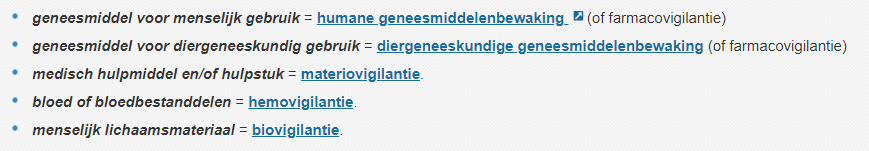 geneesmiddel voor menselijk gebruik = humane geneesmiddelenbewaking (of farmacovigilantie)
geneesmiddel voor diergeneeskundig gebruik = diergeneeskundige geneesmiddelenbewaking (of farmacovigilantie)
medisch hulpmiddel en/of hulpstuk = materiovigilantie.
bloed of bloedbestanddelen = hemovigilantie.
menselijk lichaamsmateriaal = biovigilantie.